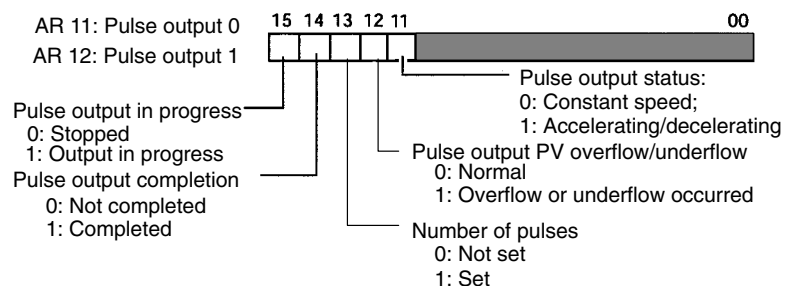 AR 11: Pulse output 0
AR 12: Pulse output 1
15 14 13 12 11 00
Pulse output status:
0: Constant speed;
1: Accelerating/decelerating
Pulse output in progress
0: Stopped
1: Output in progress
Pulse output PV overflow/underflow
0: Normal
1: Overflow or underflow occurred
Pulse output completion
0: Not completed
1: Completed
Number of pulses
0: Not set
1: Set